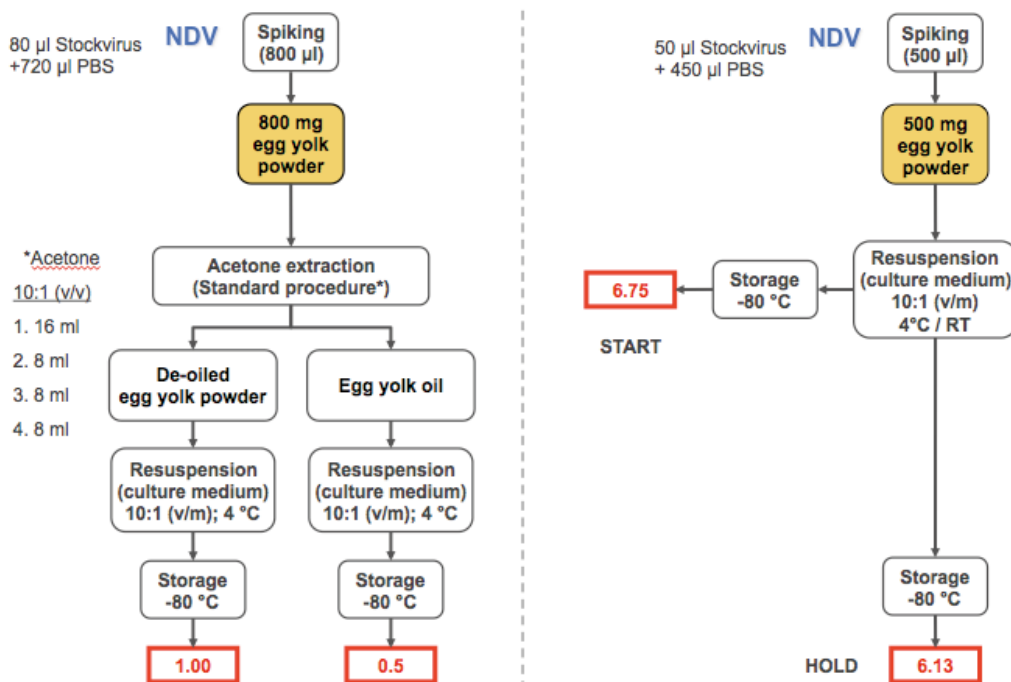 80 µl Stockvirus
+720 µl PBS
NDV
Spiking
(800 µl)
800 mg
egg yolk
powder
*Acetone
10:1 (v/v)
1. 16 ml
2. 8 ml
3. 8 ml
4. 8 ml
Acetone extraction
(Standard procedure*)
De-oiled
egg yolk powder
Egg yolk oil
Resuspension
(culture medium)
10:1 (v/m); 4 °C
Resuspension
(culture medium)
10:1 (v/m); 4 °C
Storage
-80 °C
Storage
-80 °C
1.00
0.5
50 µl Stockvirus
+ 450 µl PBS
NDV
Spiking
(500 µl)
500 mg
egg yolk
powder
Resuspension
(culture medium)
10:1 (v/m)
4°C / RT
Storage
-80 °C
6.75
START
Storage
-80 °C
HOLD
6.13